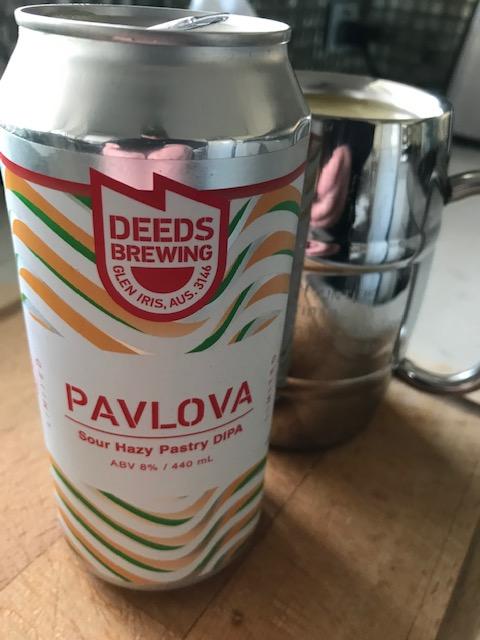 DEEDS
BREWING
GLEN IRIS, AUS. 3146
PAVLOVA
Sour Hazy Pastry DIPA
ABV 8% / 440 mL